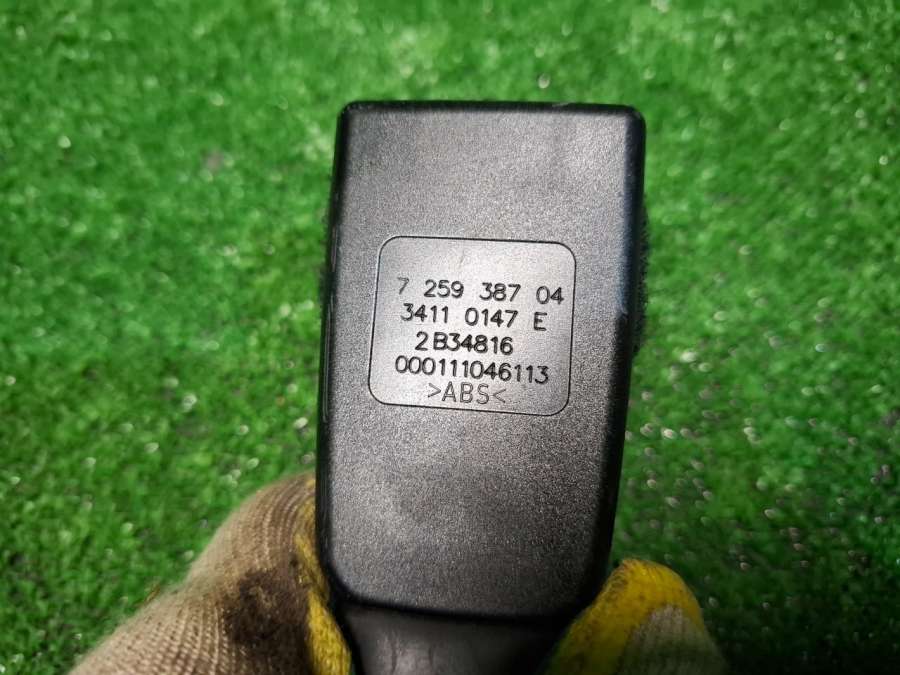 7 259 387 04
3411 0147 E
2B34816
000111046113
>ABS<